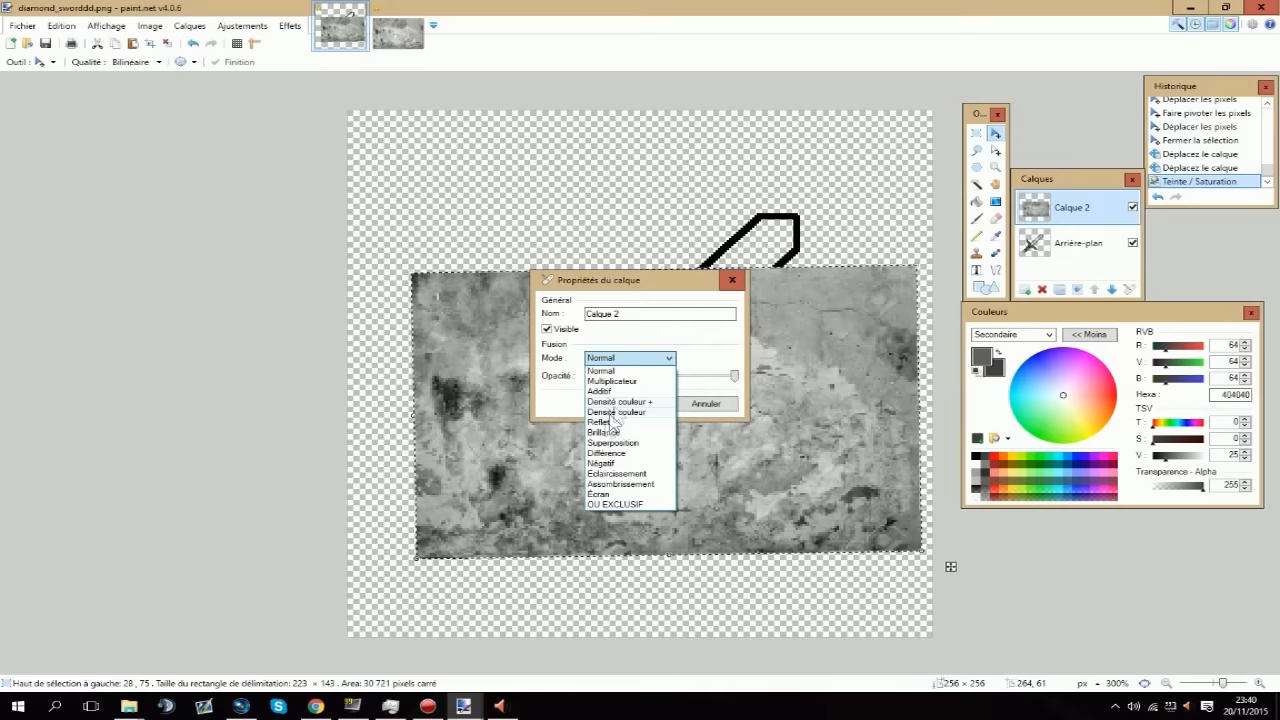 diamond_sworddd.png - paint.net v4.0.6
Fichier Edition Affichage Image Calques Ajustements Effets
Outil : Qualité : Bilinéaire Finition
Historique
Déplacer les pixels
Faire pivoter les pixels
Déplacer les pixels
Fermer la sélection
Déplacez le calque
Déplacez le calque
Teinte / Saturation
O...
Calques
Calque 2
Arrière-plan
Propriétés du calque
Général
Nom : Calque 2
Visible
Fusion
Mode : Normal
Opacité :
Annuler
Normal
Multiplicateur
Additif
Densité couleur +
Densité couleur
Reflet
Brillance
Superposition
Différence
Négatif
Eclaircissement
Assombrissement
Écran
OU EXCLUSIF
Couleurs
Secondaire << Moins
RVB
R : 64
V : 64
B : 64
Hexa : 404040
TSV
T : 0
S : 0
V : 25
Transparence - Alpha
255
Haut de sélection à gauche: 28 , 75 . Taille du rectangle de délimitation: 223 × 143 . Area: 30 721 pixels carré
256 × 256 264, 61 px 300%
23:40
20/11/2015